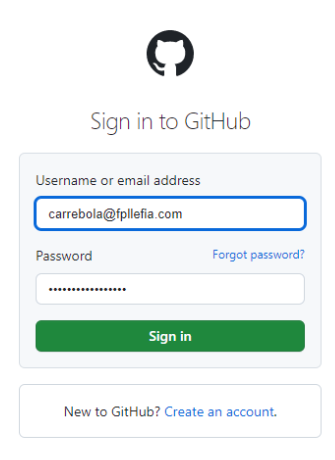 Sign in to GitHub
Username or email address
carrebola@fpllefia.com
Password Forgot password?
•••••••••••••••••
Sign in
New to GitHub? Create an account.